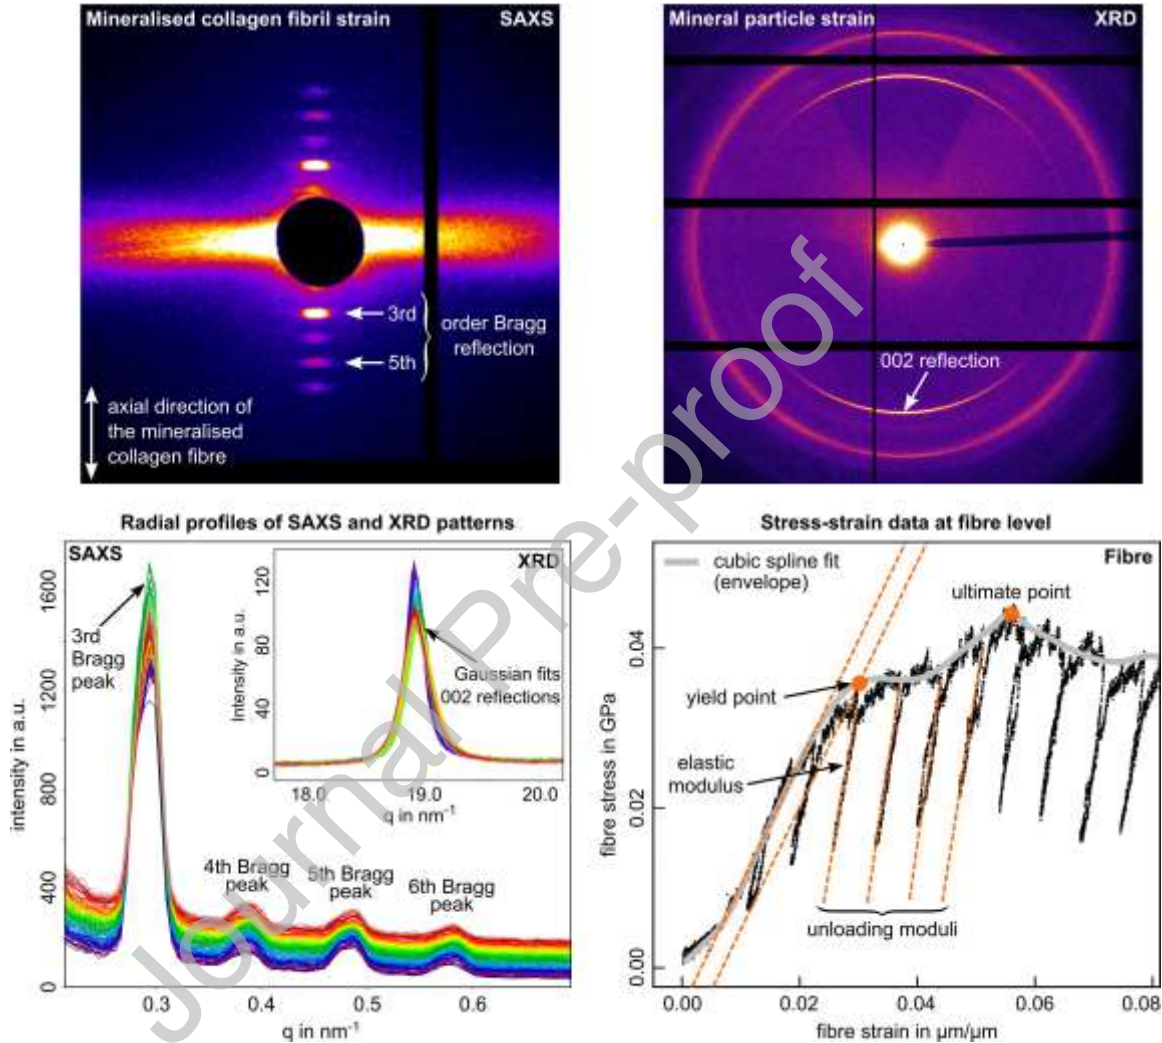 Mineralised collagen fibril strain
SAXS
3rd
5th
order Bragg
reflection
axial direction of
the mineralised
collagen fibre
Mineral particle strain
XRD
002 reflection
Radial profiles of SAXS and XRD patterns
SAXS
3rd
Bragg
peak
4th Bragg
peak
5th Bragg
peak
6th Bragg
peak
intensity in a.u.
0
400
800
1200
1600
0.3
0.4
0.5
0.6
q in nm⁻¹
XRD
Gaussian fits
002 reflections
Intensity in a.u.
0
40
80
120
18.0
19.0
20.0
q in nm⁻¹
Stress-strain data at fibre level
cubic spline fit
(envelope)
Fibre
ultimate point
yield point
elastic
modulus
unloading moduli
fibre stress in GPa
0.00
0.02
0.04
0.00
0.02
0.04
0.06
0.08
fibre strain in µm/µm
Journal Pre-proof